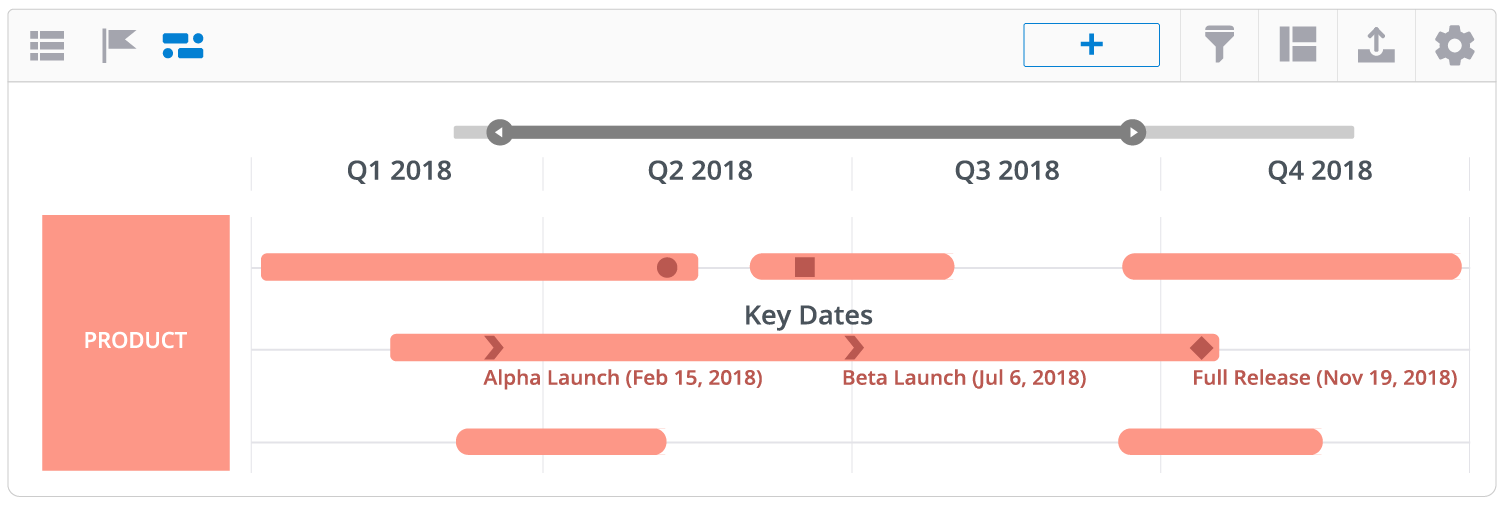 Q1 2018
Q2 2018
Q3 2018
Q4 2018
PRODUCT
Key Dates
Alpha Launch (Feb 15, 2018)
Beta Launch (Jul 6, 2018)
Full Release (Nov 19, 2018)